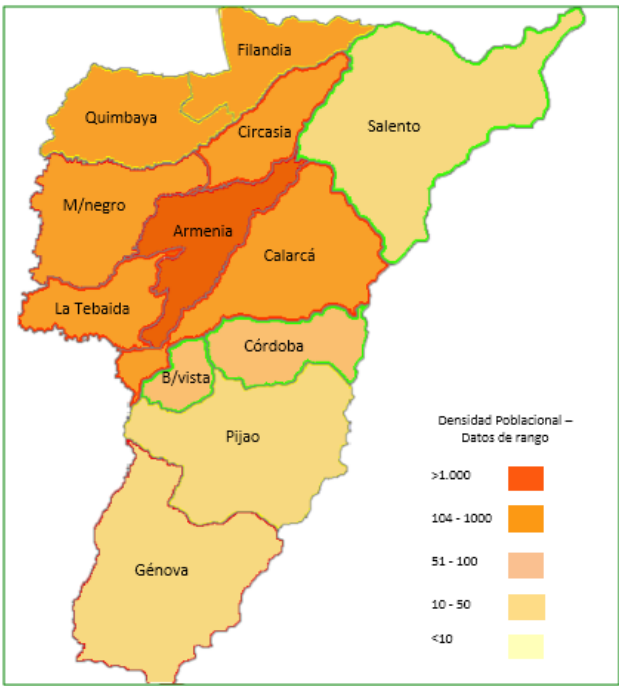 Filandia
Quimbaya
Circasia
Salento
M/negro
Armenia
Calarcá
La Tebaida
Córdoba
B/vista
Pijao
Génova
Densidad Poblacional –
Datos de rango
>1.000
104 - 1000
51 - 100
10 - 50
<10